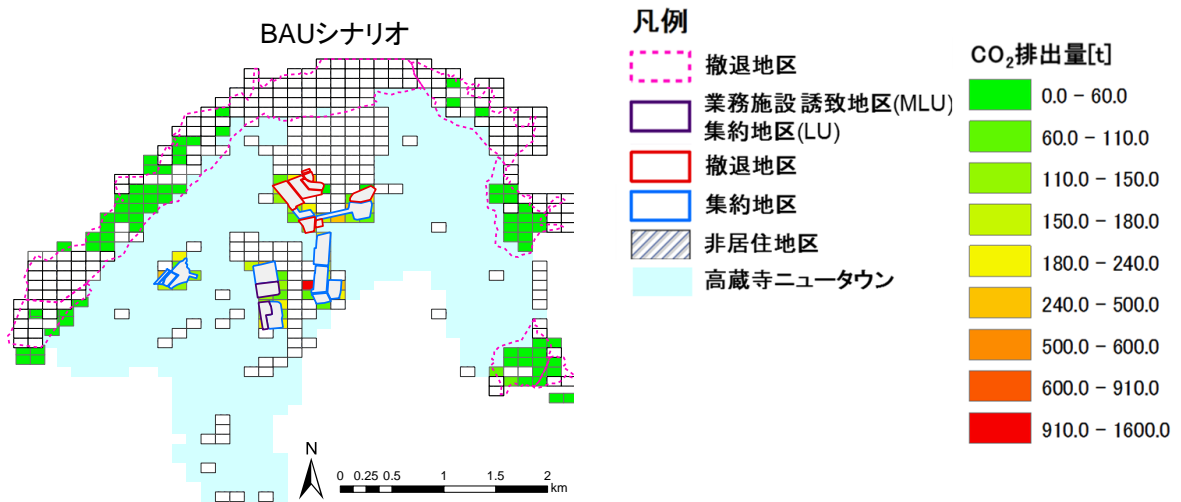 BAUシナリオ
N
0 0.25 0.5 1 1.5 2
km
凡例
撤退地区
業務施設誘致地区(MLU)
集約地区(LU)
撤退地区
集約地区
非居住地区
高蔵寺ニュータウン
CO₂排出量[t]
0.0 - 60.0
60.0 - 110.0
110.0 - 150.0
150.0 - 180.0
180.0 - 240.0
240.0 - 500.0
500.0 - 600.0
600.0 - 910.0
910.0 - 1600.0